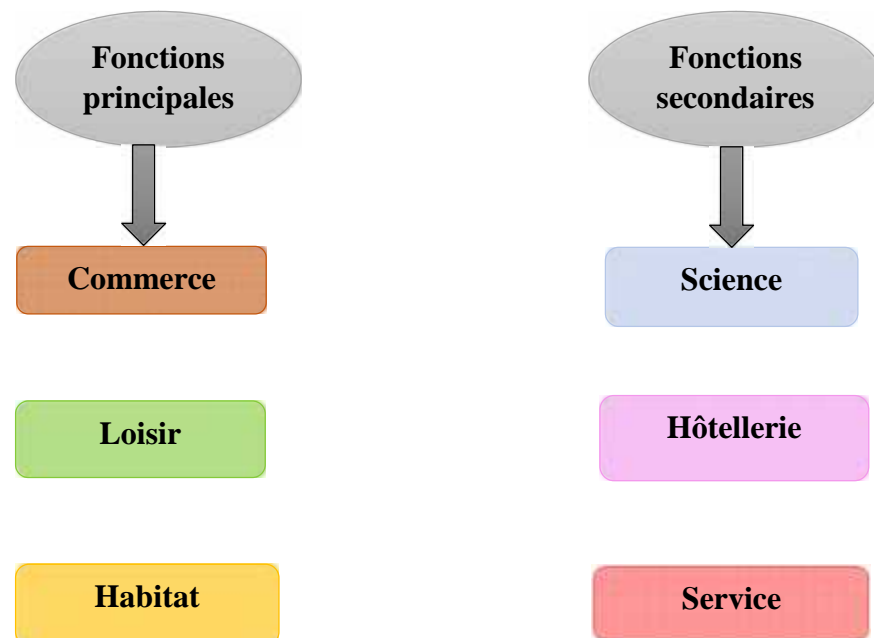 Fonctions
principales
Commerce
Loisir
Habitat
Fonctions
secondaires
Science
Hôtellerie
Service